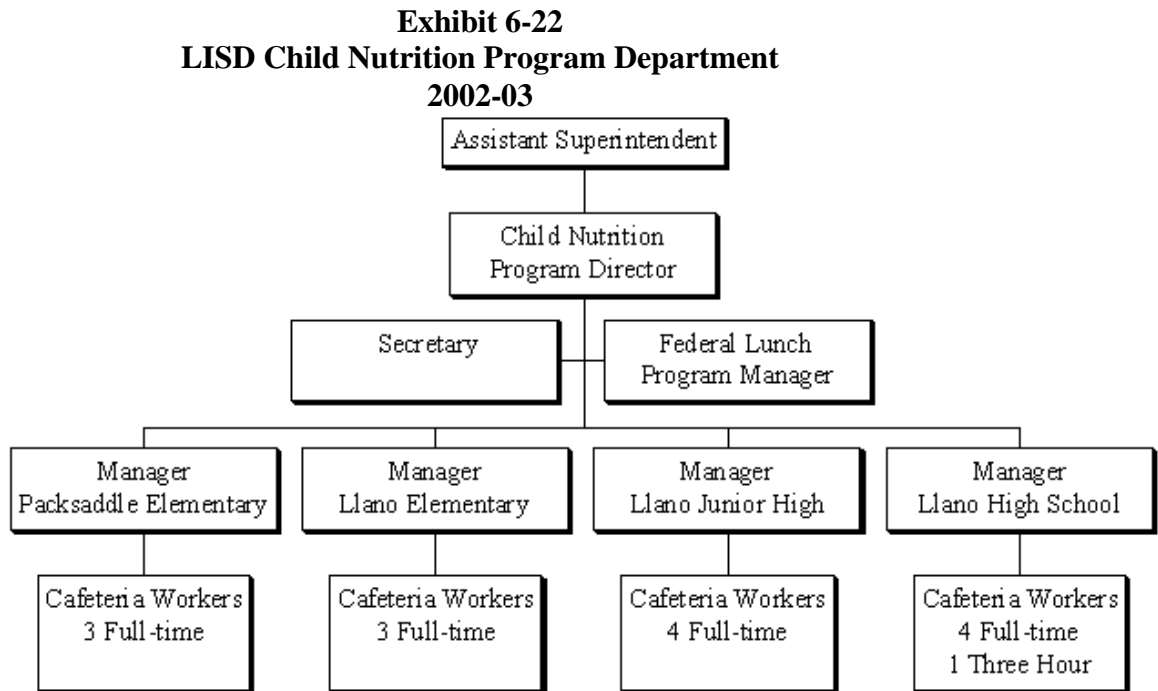 Exhibit 6-22
LISD Child Nutrition Program Department
2002-03
Assistant Superintendent
Child Nutrition
Program Director
Secretary
Federal Lunch
Program Manager
Manager
Packsaddle Elementary
Manager
Llano Elementary
Manager
Llano Junior High
Manager
Llano High School
Cafeteria Workers
3 Full-time
Cafeteria Workers
3 Full-time
Cafeteria Workers
4 Full-time
Cafeteria Workers
4 Full-time
1 Three Hour